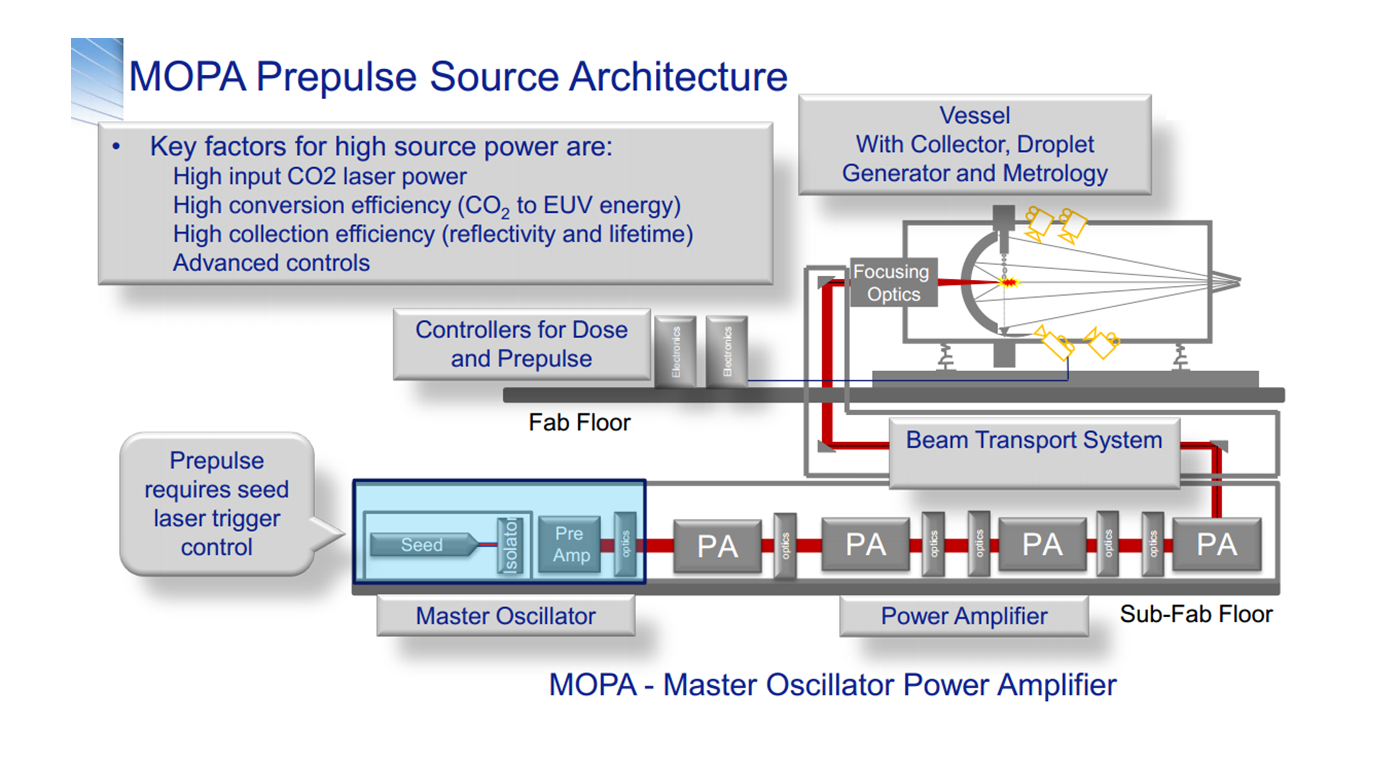 MOPA Prepulse Source Architecture
• Key factors for high source power are:
High input CO2 laser power
High conversion efficiency (CO₂ to EUV energy)
High collection efficiency (reflectivity and lifetime)
Advanced controls
Vessel
With Collector, Droplet
Generator and Metrology
Focusing
Optics
Controllers for Dose
and Prepulse
Electronics
Electronics
Fab Floor
Beam Transport System
Prepulse
requires seed
laser trigger
control
Seed
Isolator
Pre
Amp
optics
PA
optics
PA
optics
optics
PA
optics
optics
PA
Master Oscillator
Power Amplifier
Sub-Fab Floor
MOPA - Master Oscillator Power Amplifier